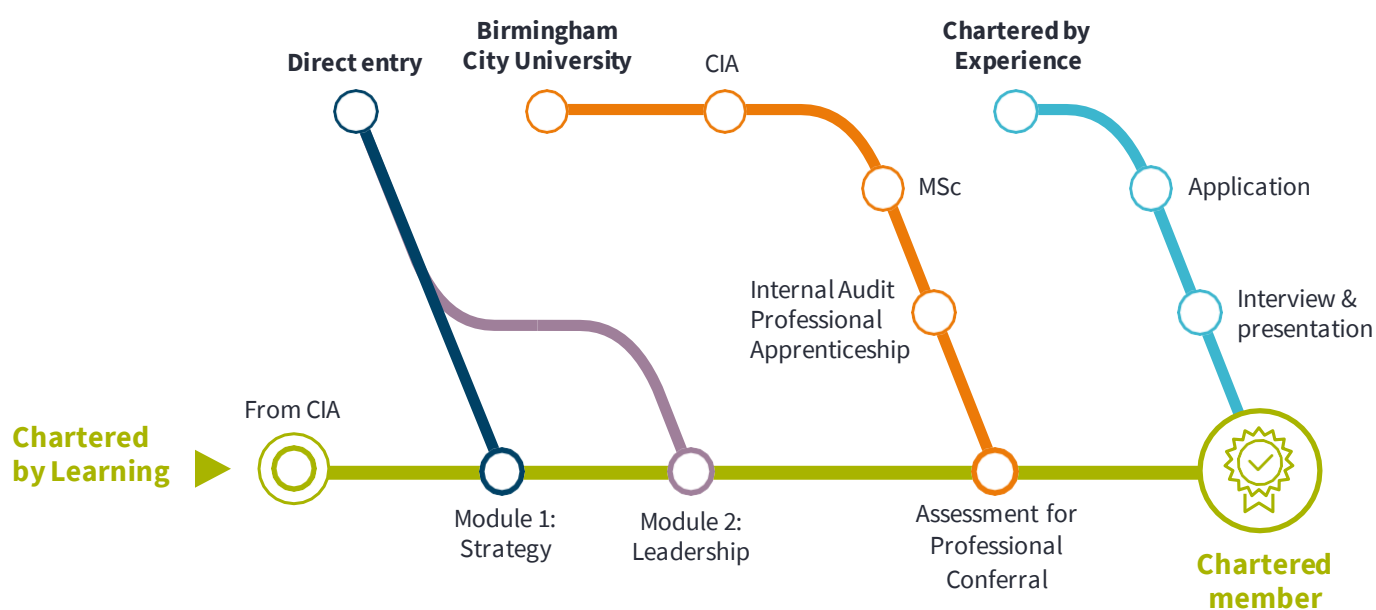 Direct entry
Birmingham
City University
CIA
Chartered by
Experience
MSc
Application
Internal Audit
Professional
Apprenticeship
Interview &
presentation
From CIA
Chartered
by Learning
Module 1:
Strategy
Module 2:
Leadership
Assessment for
Professional
Conferral
Chartered
member